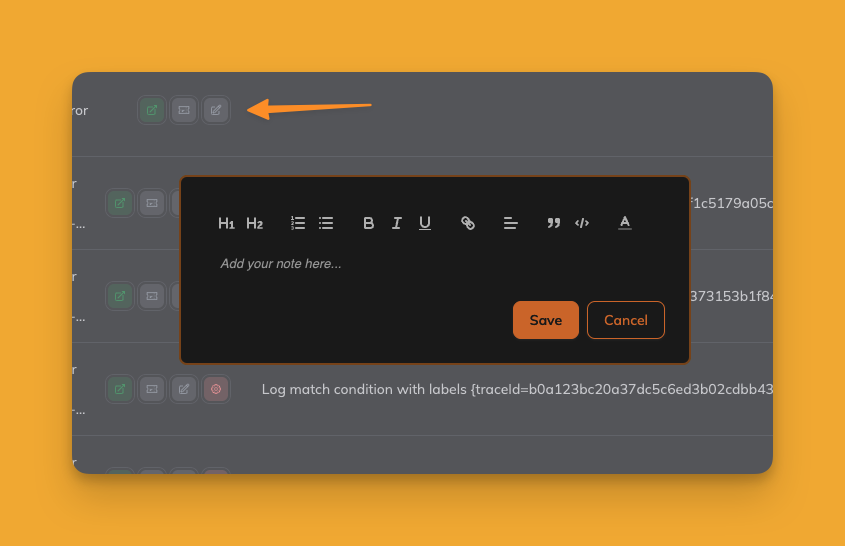 ror
r
f1c5179a05c
-...
H1 H2 B I U A
Add your note here...
r
373153b1f84
-...
Save Cancel
r
Log match condition with labels {traceId=b0a123bc20a37dc5c6ed3b02cdbb43
-...
r